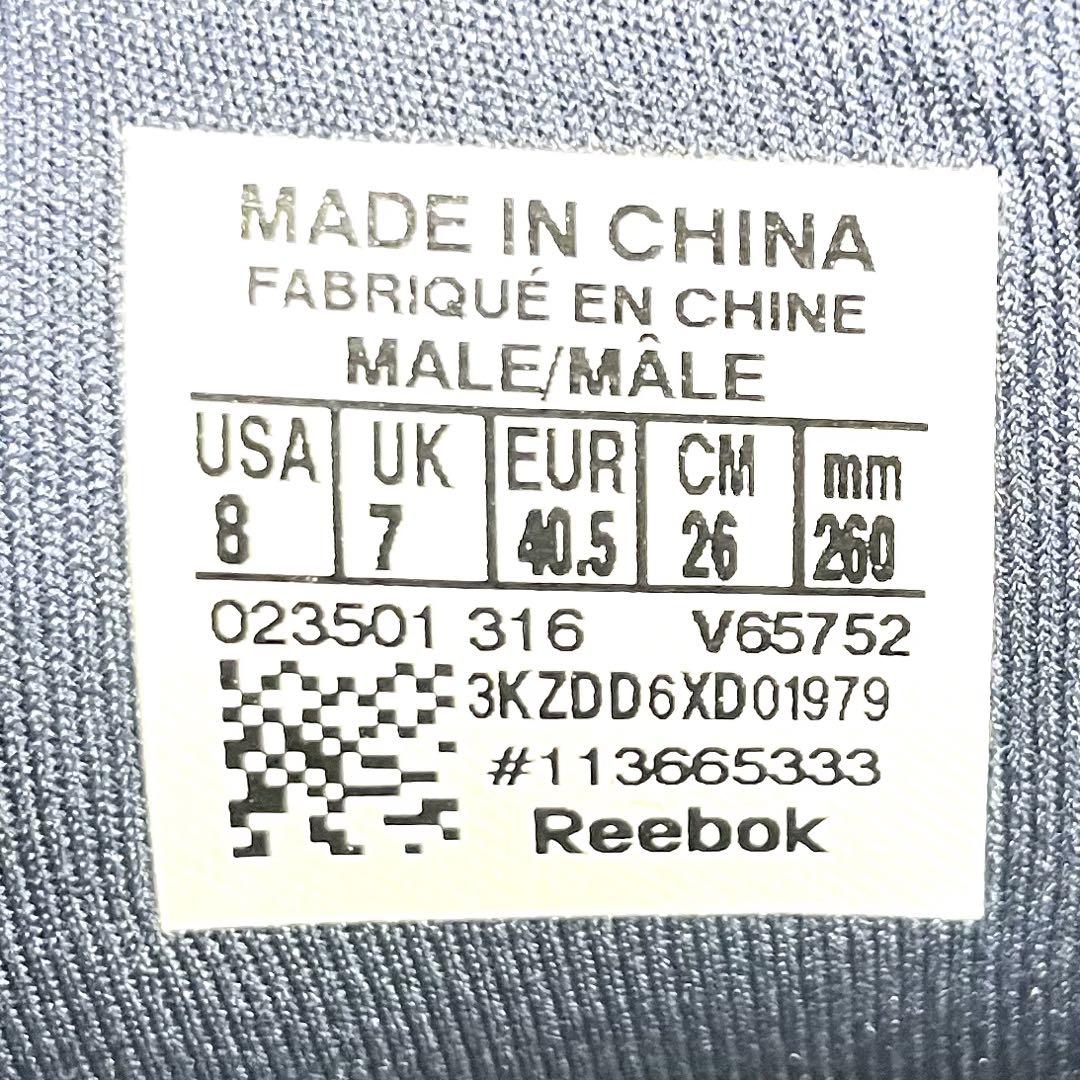 MADE IN CHINA
FABRIQUÉ EN CHINE
MALE/MÂLE
USA UK EUR CM mm
8 7 40.5 26 260
023501 316 V65752
3KZDD6XD01979
#113665333
Reebok